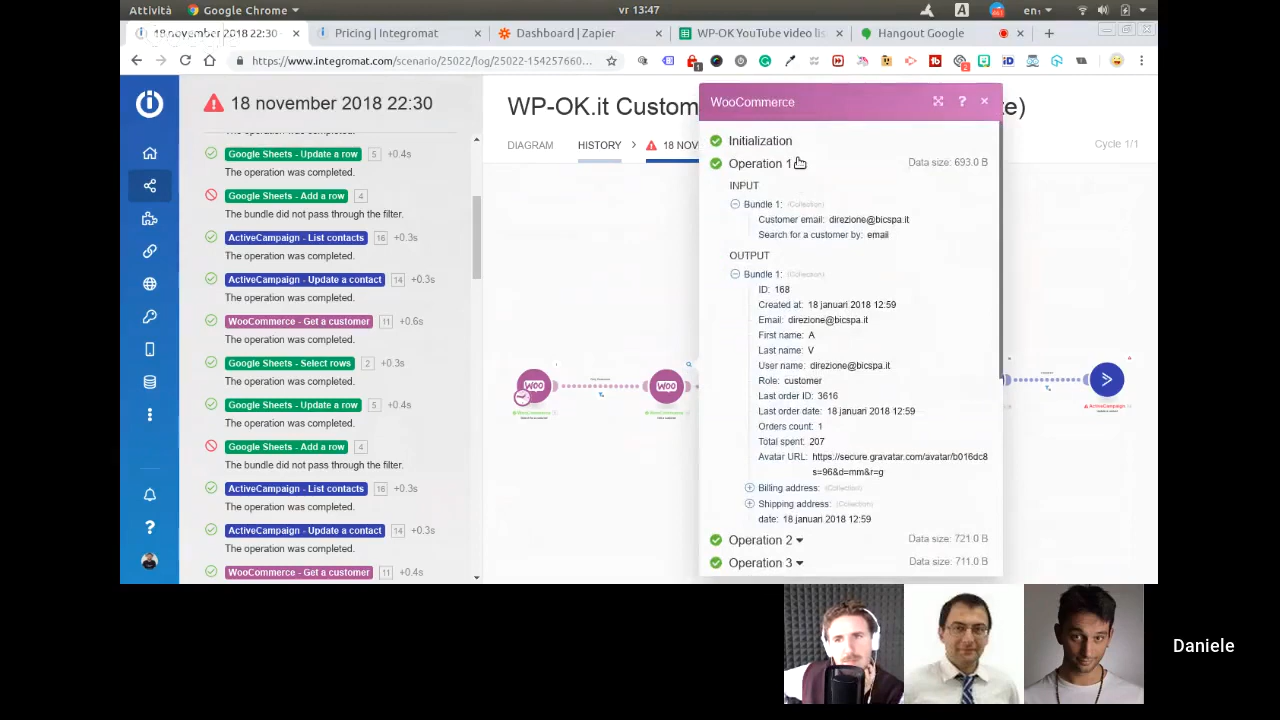 Attività
Google Chrome
vr 13:47
en₁
18 november 2018 22:30
Pricing | Integromat
Dashboard | Zapier
WP-OK YouTube video lis
Hangout Google
https://www.integromat.com/scenario/25022/log/25022-154257660...
18 november 2018 22:30
The operation was completed.
Google Sheets - Update a row 5 +0.4s
The operation was completed.
Google Sheets - Add a row 4
The bundle did not pass through the filter.
ActiveCampaign - List contacts 16 +0.3s
The operation was completed.
ActiveCampaign - Update a contact 14 +0.3s
The operation was completed.
WooCommerce - Get a customer 11 +0.6s
The operation was completed.
Google Sheets - Select rows 2 +0.3s
The operation was completed.
Google Sheets - Update a row 5 +0.4s
The operation was completed.
Google Sheets - Add a row 4
The bundle did not pass through the filter.
ActiveCampaign - List contacts 16 +0.3s
The operation was completed.
ActiveCampaign - Update a contact 14 +0.3s
The operation was completed.
WooCommerce - Get a customer 11 +0.4s
WP-OK.it Custom
te)
DIAGRAM
HISTORY
18 NOV
Cycle 1/1
WOO
WOO
WooCommerce
Initialization
Operation 1
Data size: 693.0 B
INPUT
Bundle 1: (Collection)
Customer email: direzione@bicspa.it
Search for a customer by: email
OUTPUT
Bundle 1: (Collection)
ID: 168
Created at: 18 januari 2018 12:59
Email: direzione@bicspa.it
First name: A
Last name: V
User name: direzione@bicspa.it
Role: customer
Last order ID: 3616
Last order date: 18 januari 2018 12:59
Orders count: 1
Total spent: 207
Avatar URL: https://secure.gravatar.com/avatar/b016dc8
s=96&d=mm&r=g
Billing address: (Collection)
Shipping address: (Collection)
date: 18 januari 2018 12:59
Operation 2
Data size: 721.0 B
Operation 3
Data size: 711.0 B
Daniele